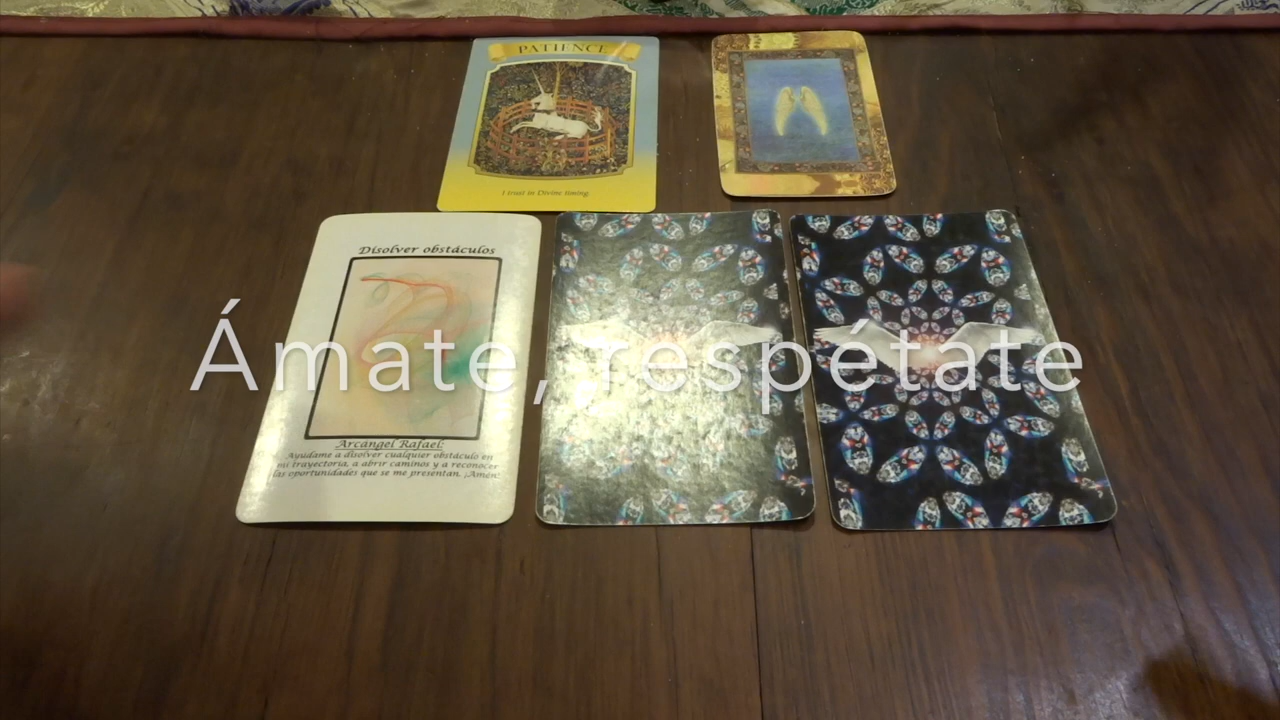 PATIENCE
I trust in Divine timing.
Disolver obstáculos
Ámate, respétate
Arcángel Rafael:
Ayúdame a disolver cualquier obstáculo en
mi trayectoria, a abrir caminos y a reconocer
las oportunidades que se me presentan. ¡Amén!